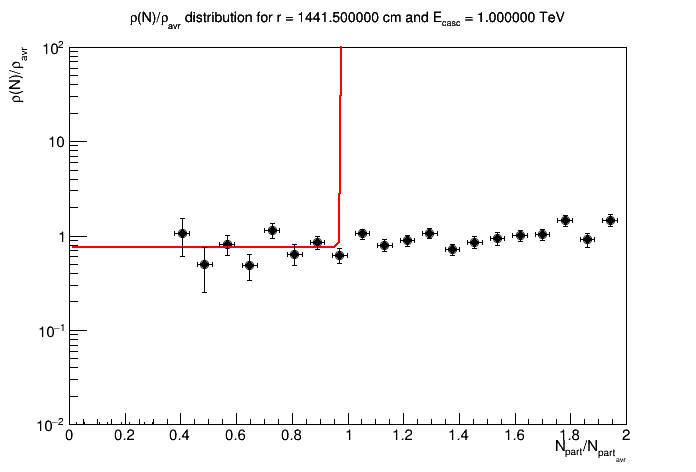 ρ(N)/ρavr distribution for r = 1441.500000 cm and Ecasc = 1.000000 TeV
ρ(N)/ρavr
10²
10
1
10⁻¹
10⁻²
0 0.2 0.4 0.6 0.8 1 1.2 1.4 1.6 1.8 2
Npart/Npartavr